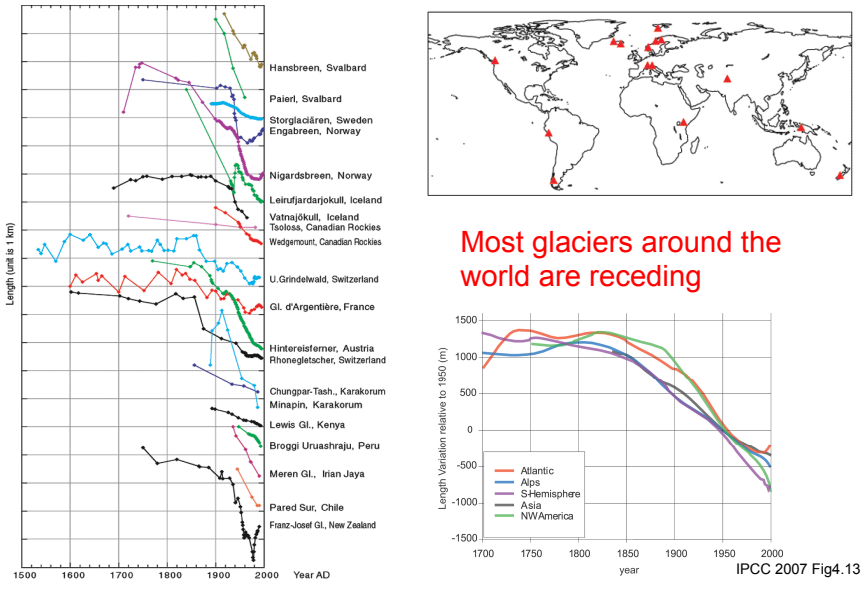 Length (unit is 1 km)
Hansbreen, Svalbard
Paierl, Svalbard
Storglaciären, Sweden
Engabreen, Norway
Nigardsbreen, Norway
Leirufjardarjokull, Iceland
Vatnajökull, Iceland
Tsoloss, Canadian Rockies
Wedgemount, Canadian Rockies
U.Grindelwald, Switzerland
Gl. d'Argentière, France
Hintereisferner, Austria
Rhonegletscher, Switzerland
Chungpar-Tash., Karakorum
Minapin, Karakorum
Lewis Gl., Kenya
Broggi Uruashraju, Peru
Meren Gl., Irian Jaya
Pared Sur, Chile
Franz-Josef Gl., New Zealand
1500 1600 1700 1800 1900 2000 Year AD
Most glaciers around the
world are receding
Length Variation relative to 1950 (m)
1500
1000
500
0
-500
-1000
-1500
Atlantic
Alps
S-Hemisphere
Asia
NWAmerica
1700 1750 1800 1850 1900 1950 2000
year
IPCC 2007 Fig4.13